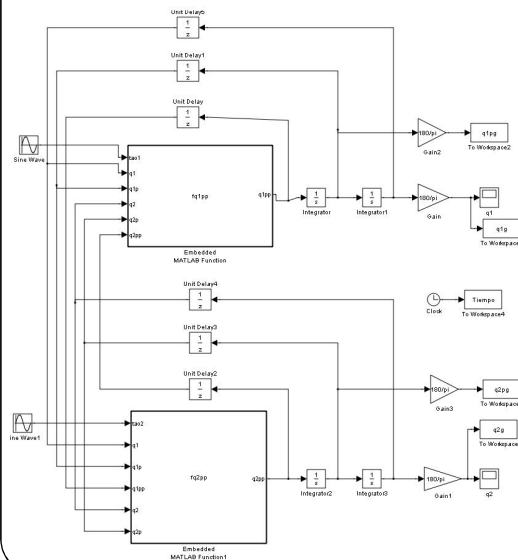 Unit Delay5
1
z
Unit Delay1
1
z
Unit Delay
1
z
Sine Wave
tao1
q1
q1p
q2
q2p
q2pp
fq1pp
q1pp
Embedded
MATLAB Function
1
s
Integrator
1
s
Integrator1
180/pi
Gain2
q1pg
To Workspace2
180/pi
Gain
q1
q1g
To Workspace
Unit Delay4
1
z
Clock
Tiempo
To Workspace4
Unit Delay3
1
z
Unit Delay2
1
z
180/pi
Gain3
q2pg
To Workspace
ine Wave1
tao2
q1
q1p
q1pp
q2
q2p
fq2pp
q2pp
Embedded
MATLAB Function1
1
s
Integrator2
1
s
Integrator3
180/pi
Gain1
q2g
To Workspace
q2